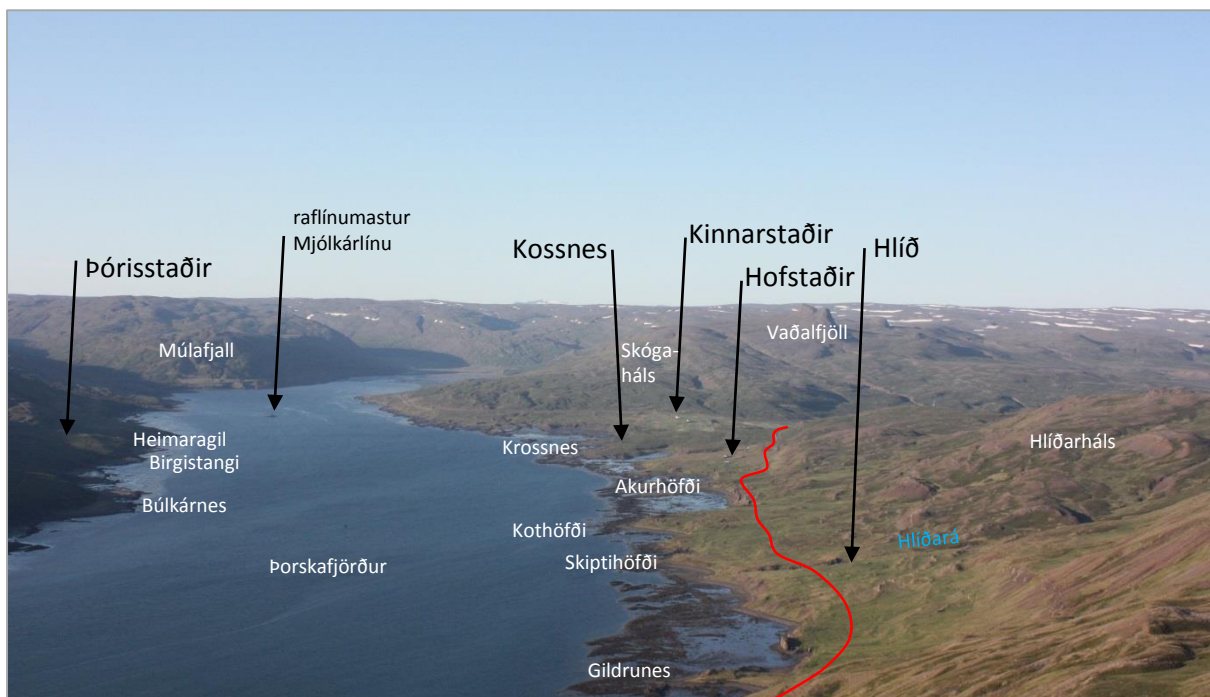 raflínumastur
Mjólkárlínu
Þórisstaðir
Kossnes
Kinnarstaðir
Hofstaðir
Hlíð
Múlafjall
Vaðalfjöll
Skóga-
háls
Heimaragil
Birgistangi
Krossnes
Hlíðarháls
Akurhöfði
Búlkárnes
Kothöfði
Hlíðará
Þorskafjörður
Skiptihöfði
Gildrunes